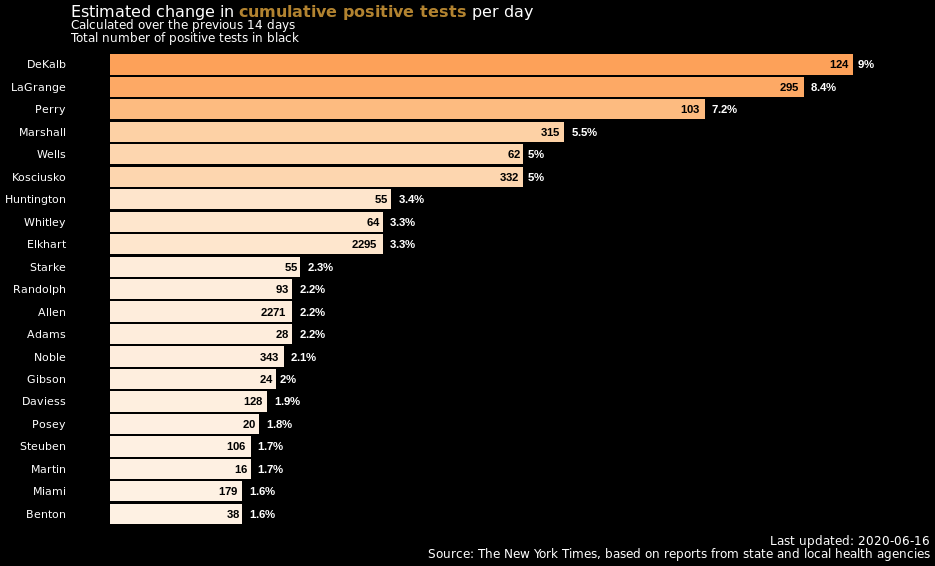 Estimated change in cumulative positive tests per day
Calculated over the previous 14 days
Total number of positive tests in black
DeKalb 124 9%
LaGrange 295 8.4%
Perry 103 7.2%
Marshall 315 5.5%
Wells 62 5%
Kosciusko 332 5%
Huntington 55 3.4%
Whitley 64 3.3%
Elkhart 2295 3.3%
Starke 55 2.3%
Randolph 93 2.2%
Allen 2271 2.2%
Adams 28 2.2%
Noble 343 2.1%
Gibson 24 2%
Daviess 128 1.9%
Posey 20 1.8%
Steuben 106 1.7%
Martin 16 1.7%
Miami 179 1.6%
Benton 38 1.6%
Last updated: 2020-06-16
Source: The New York Times, based on reports from state and local health agencies